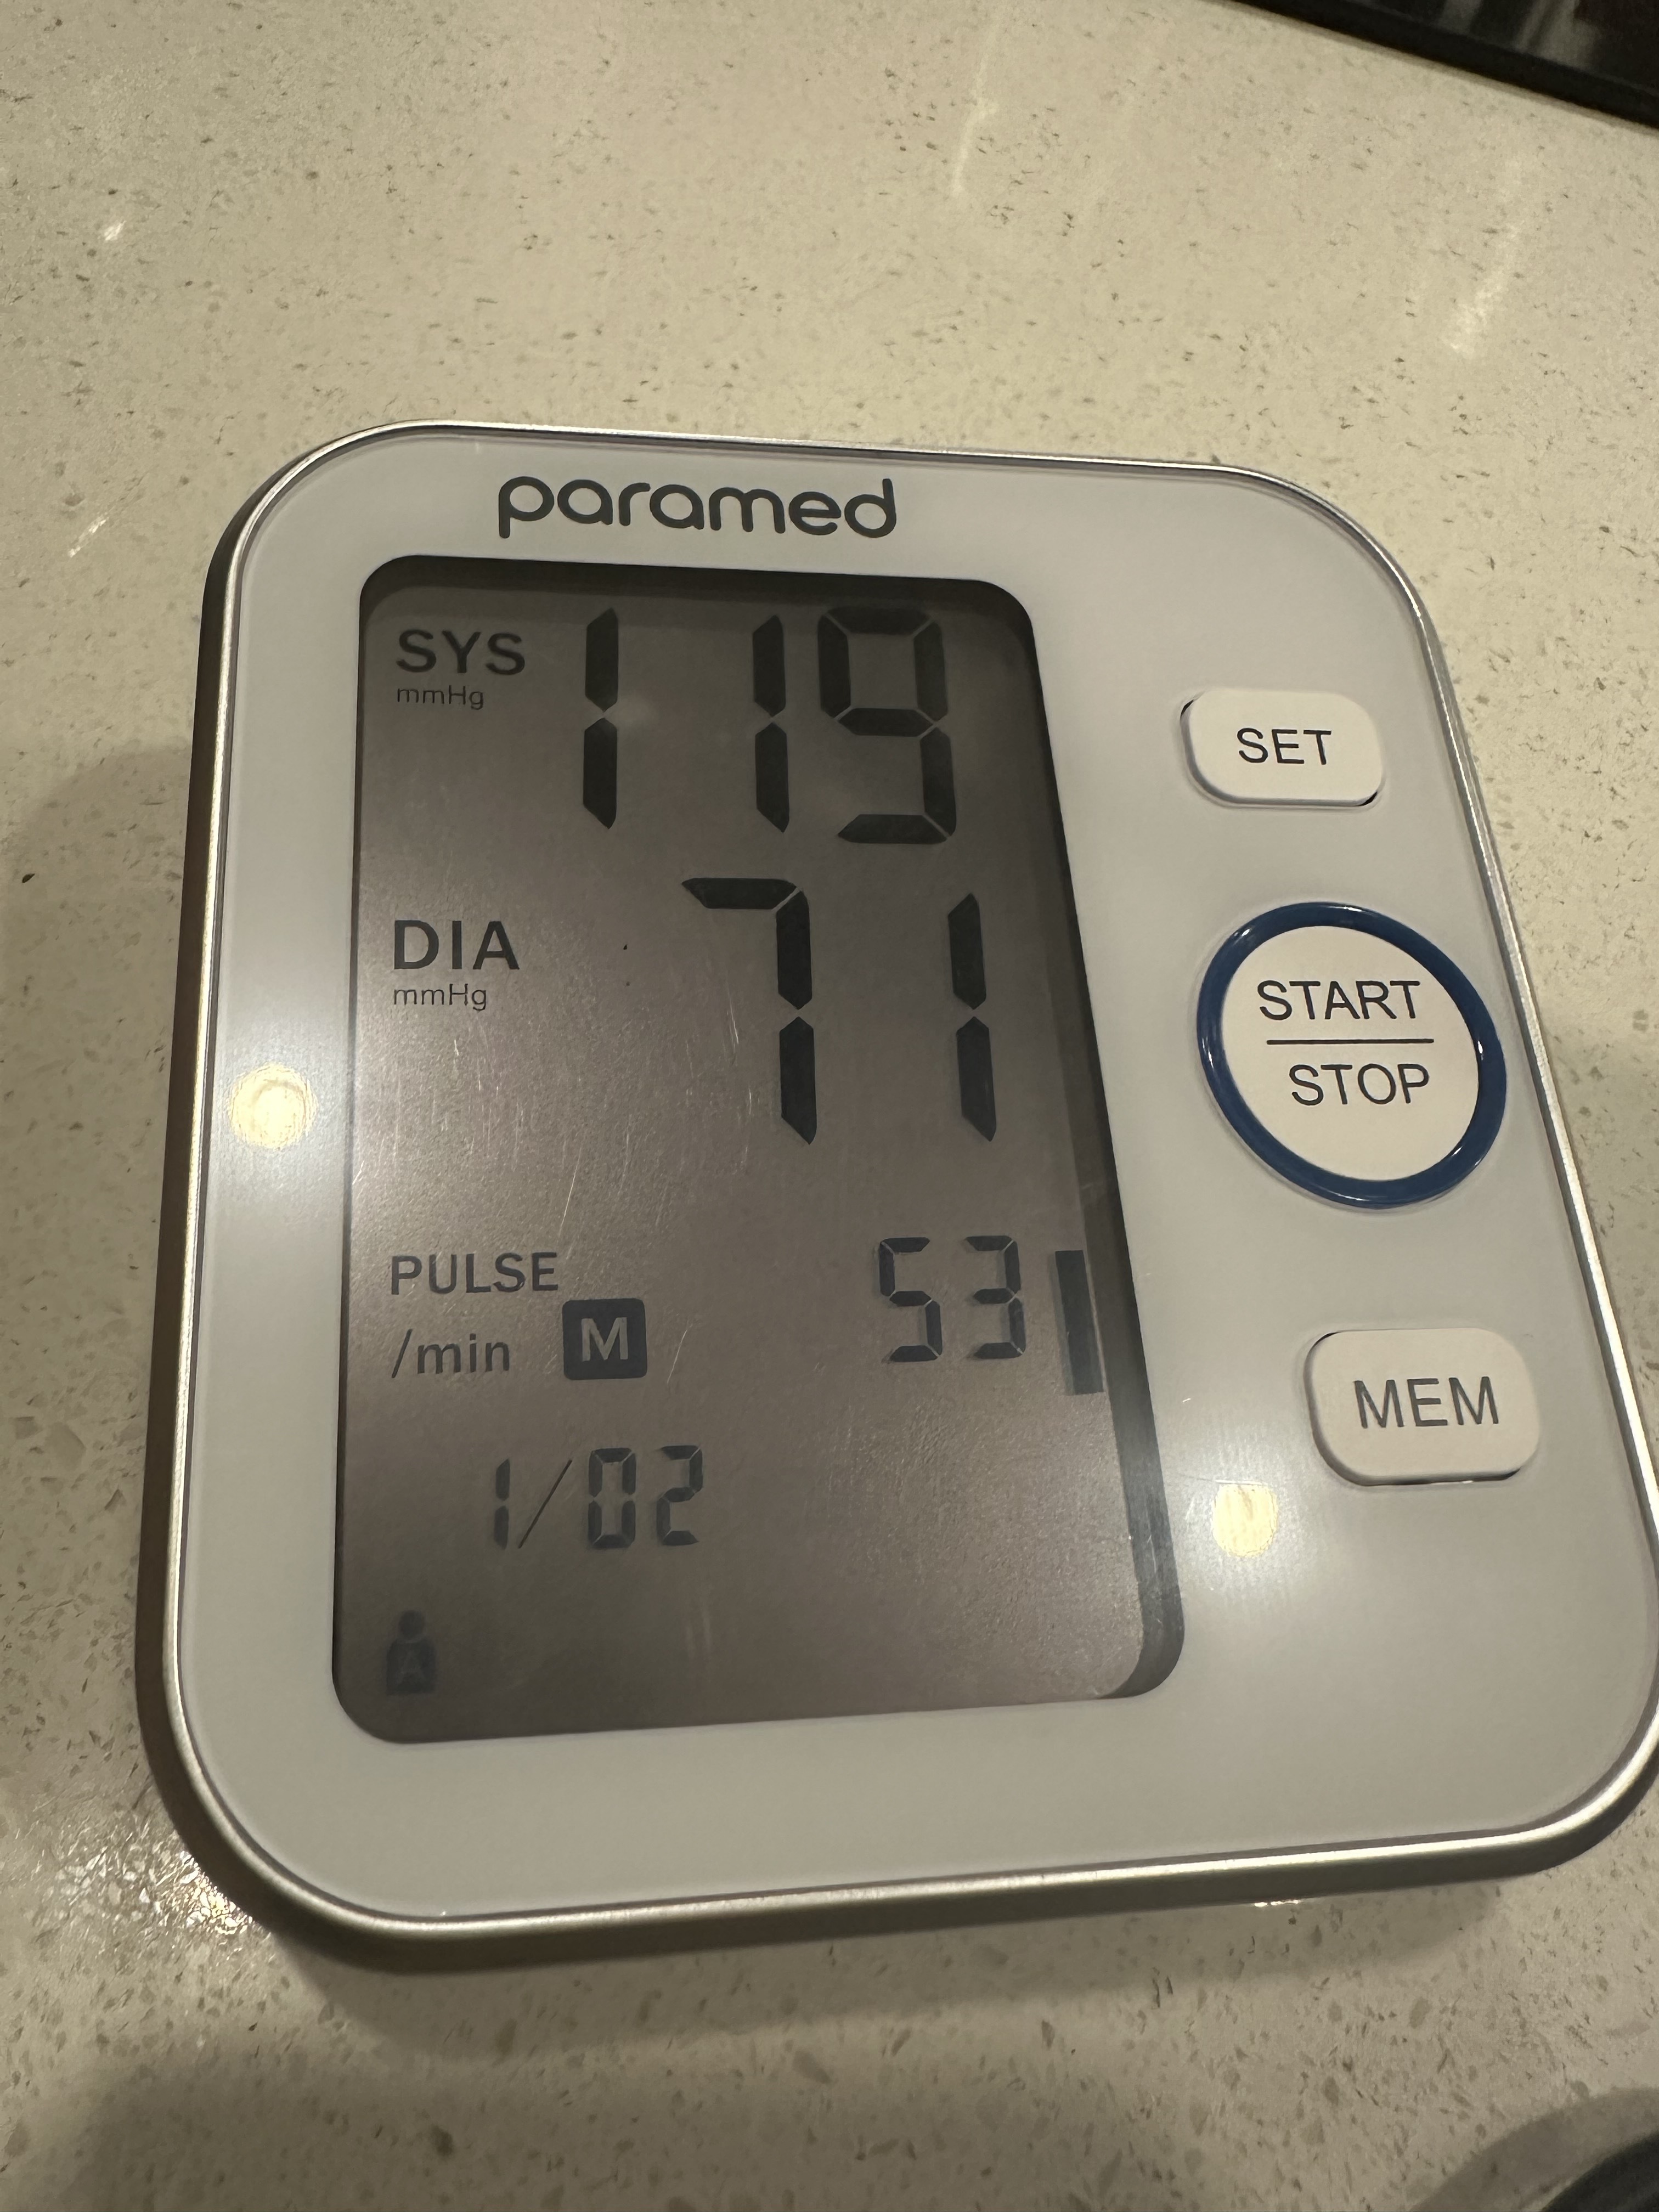 paramed
SYS 119
mmHg
DIA 71
mmHg
PULSE 53
/min M
1/02
A
SET
START
STOP
MEM